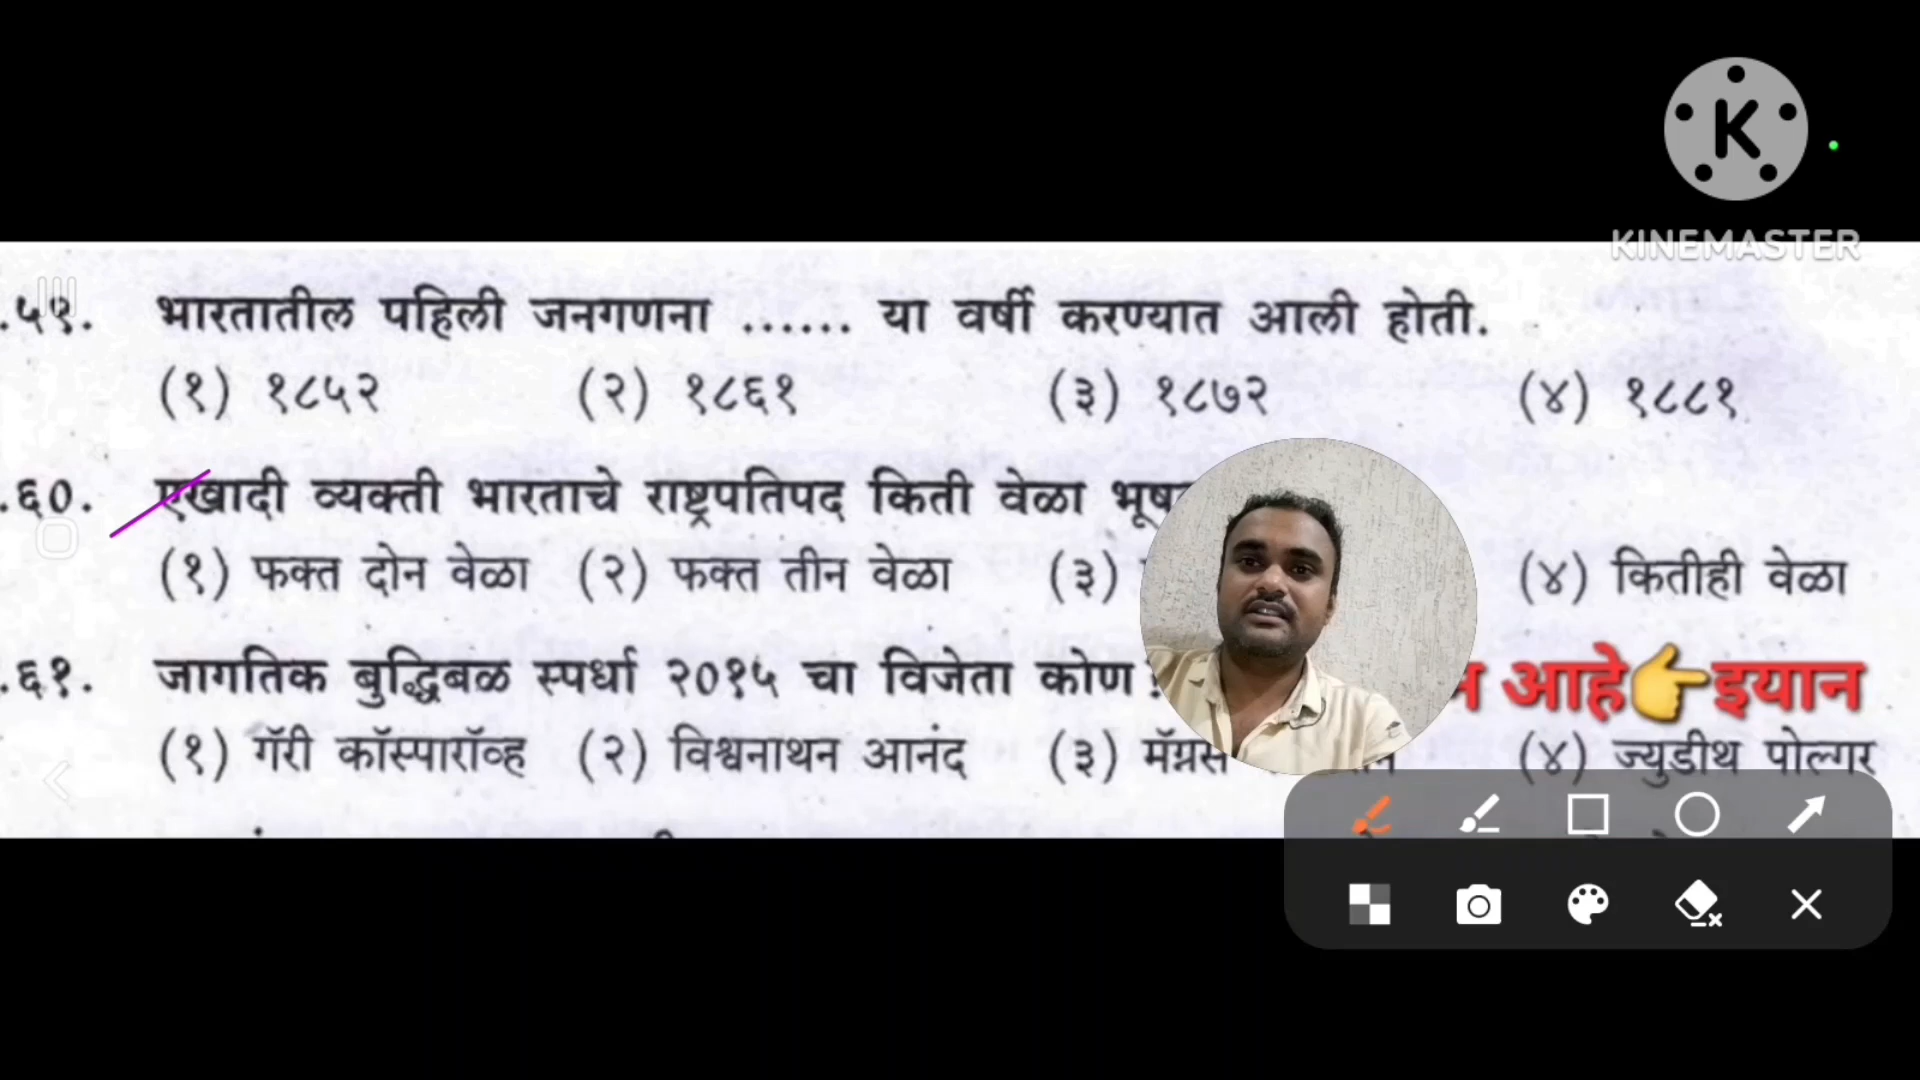 K
KINEMASTER
.५९. भारतातील पहिली जनगणना ...... या वर्षी करण्यात आली होती.
(१) १८५२ (२) १८६१ (३) १८७२ (४) १८८१
.६०. एखादी व्यक्ती भारताचे राष्ट्रपतिपद किती वेळा
(१) फक्त दोन वेळा (२) फक्त तीन वेळा (३) (४) कितीही वेळा
.६१. जागतिक बुद्धिबळ स्पर्धा २०१५ चा विजेता कोण आहे👉इयान
(१) गॅरी कॉस्पारॉव्ह (२) विश्वनाथन आनंद (३) मॅग्नस (४) ज्युडीथ पोल्गर